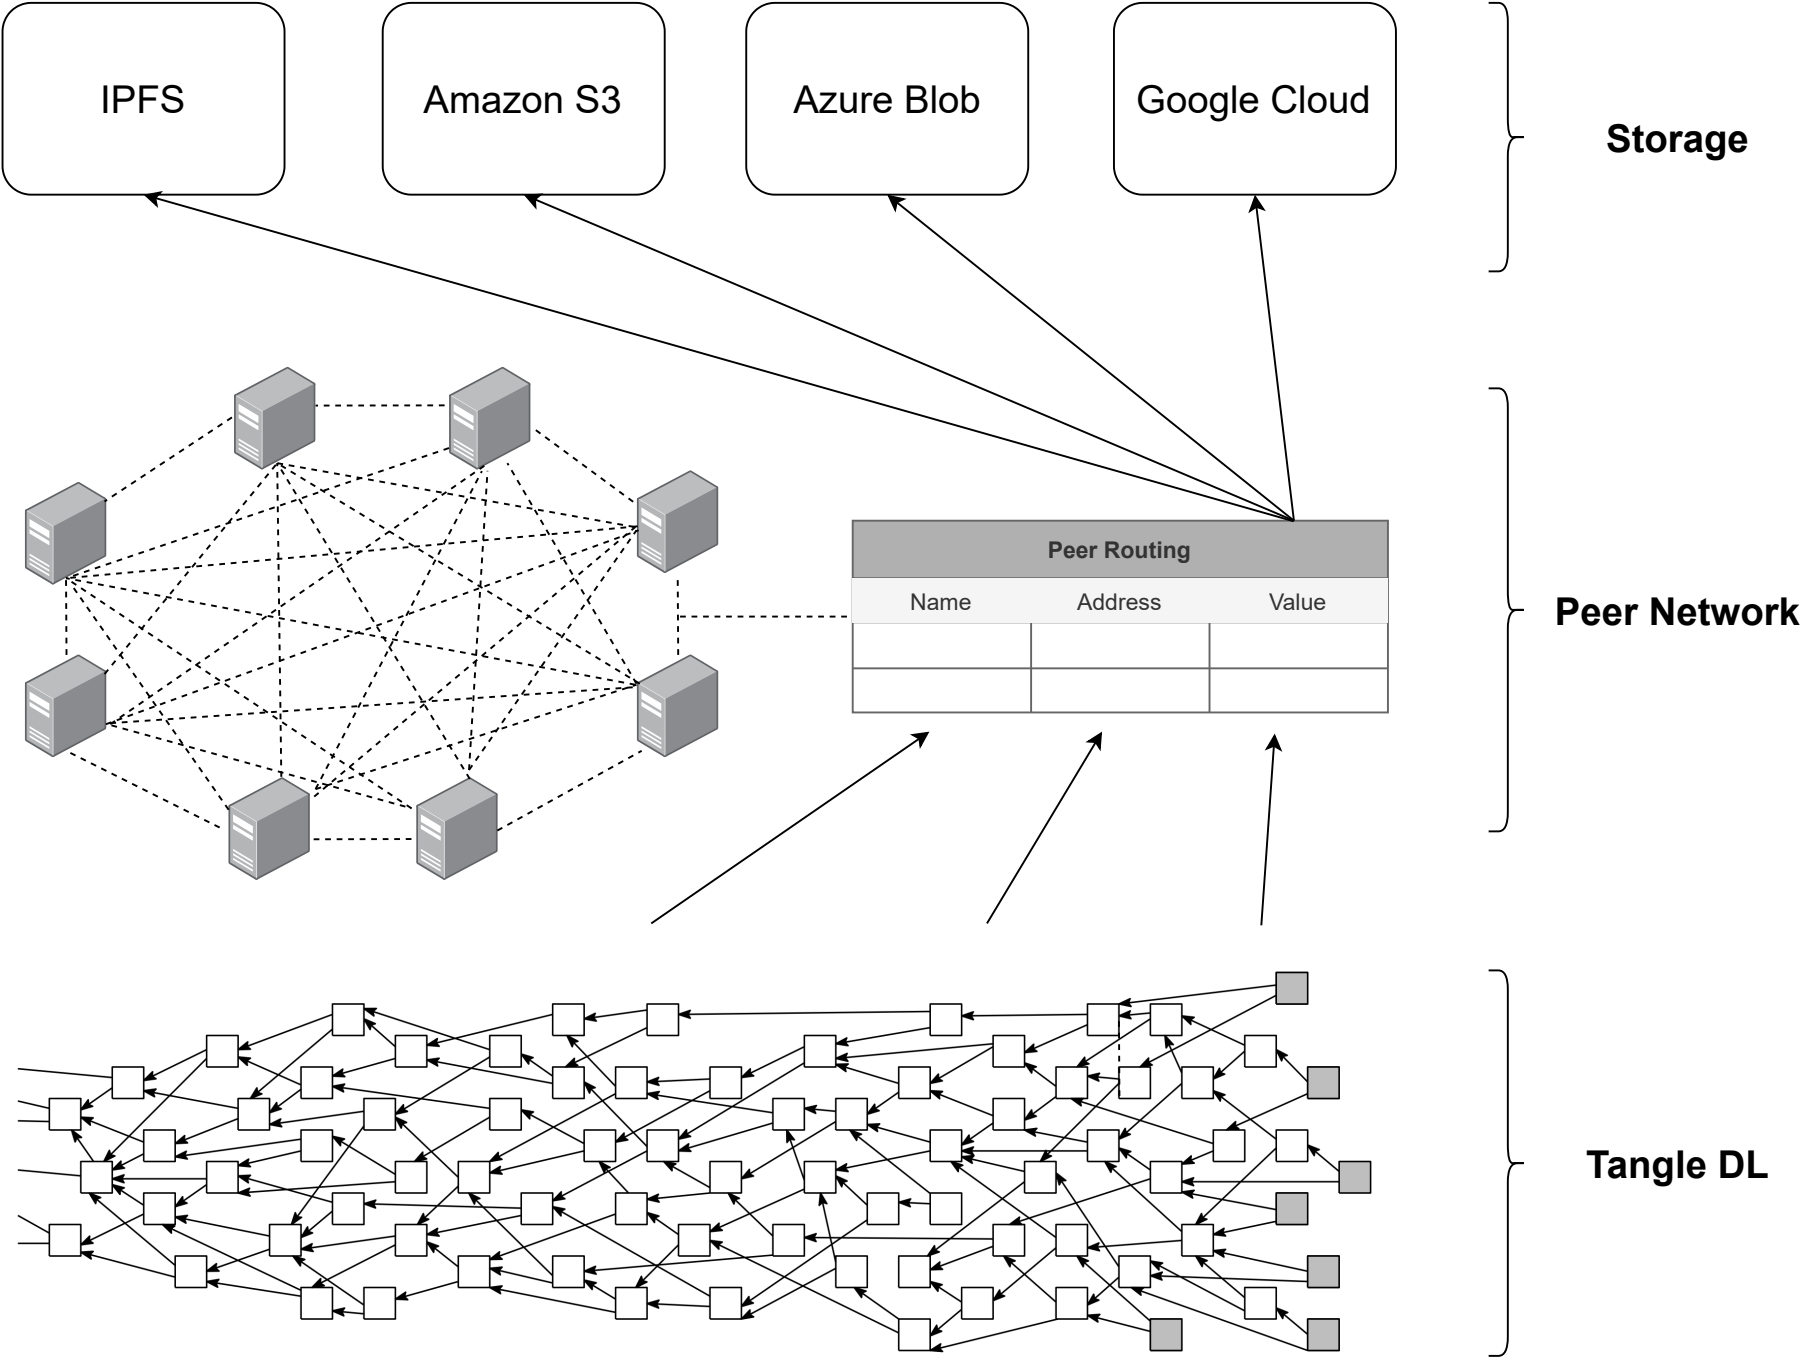 IPFS
Amazon S3
Azure Blob
Google Cloud
Storage
Peer Routing
Name
Address
Value
Peer Network
Tangle DL